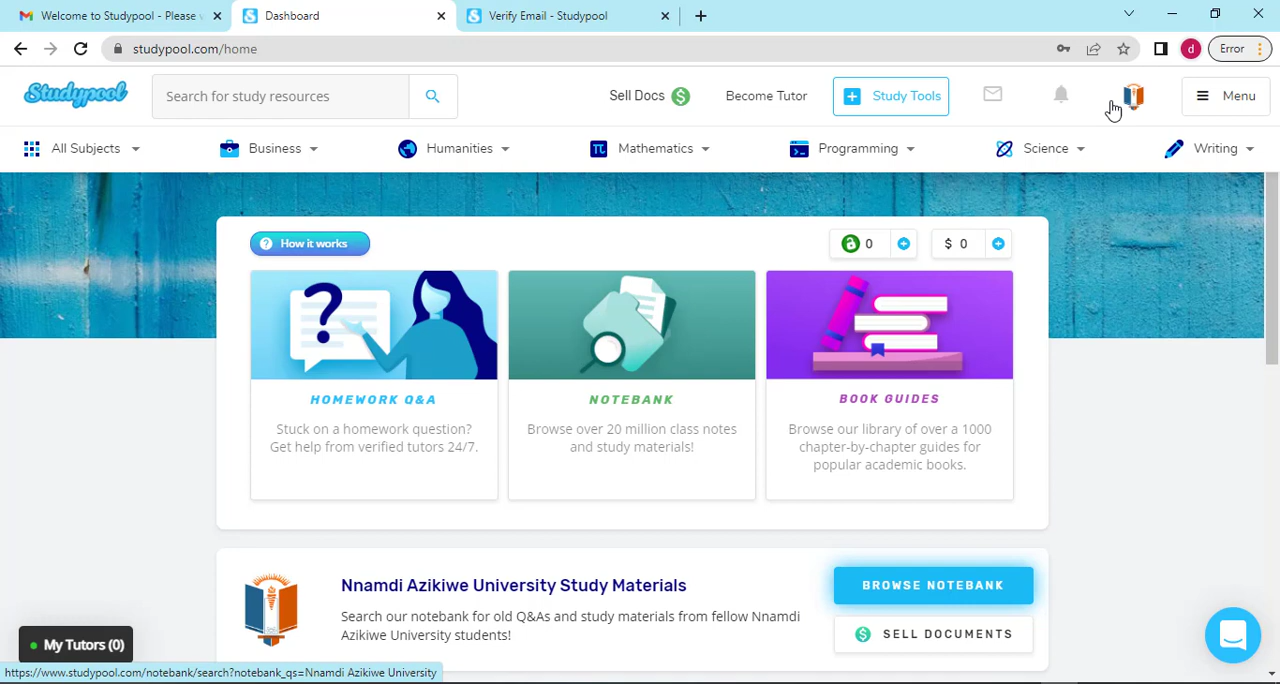 Welcome to Studypool - Please v
Dashboard
Verify Email - Studypool
studypool.com/home
d
Error
Studypool
Search for study resources
Sell Docs $
Become Tutor
Study Tools
Menu
All Subjects
Business
Humanities
Mathematics
Programming
Science
Writing
? How it works
0
$ 0
?
HOMEWORK Q&A
Stuck on a homework question?
Get help from verified tutors 24/7.
NOTEBANK
Browse over 20 million class notes
and study materials!
BOOK GUIDES
Browse our library of over a 1000
chapter-by-chapter guides for
popular academic books.
Nnamdi Azikiwe University Study Materials
Search our notebank for old Q&As and study materials from fellow Nnamdi
Azikiwe University students!
BROWSE NOTEBANK
$ SELL DOCUMENTS
My Tutors (0)
https://www.studypool.com/notebank/search?notebank_qs=Nnamdi Azikiwe University